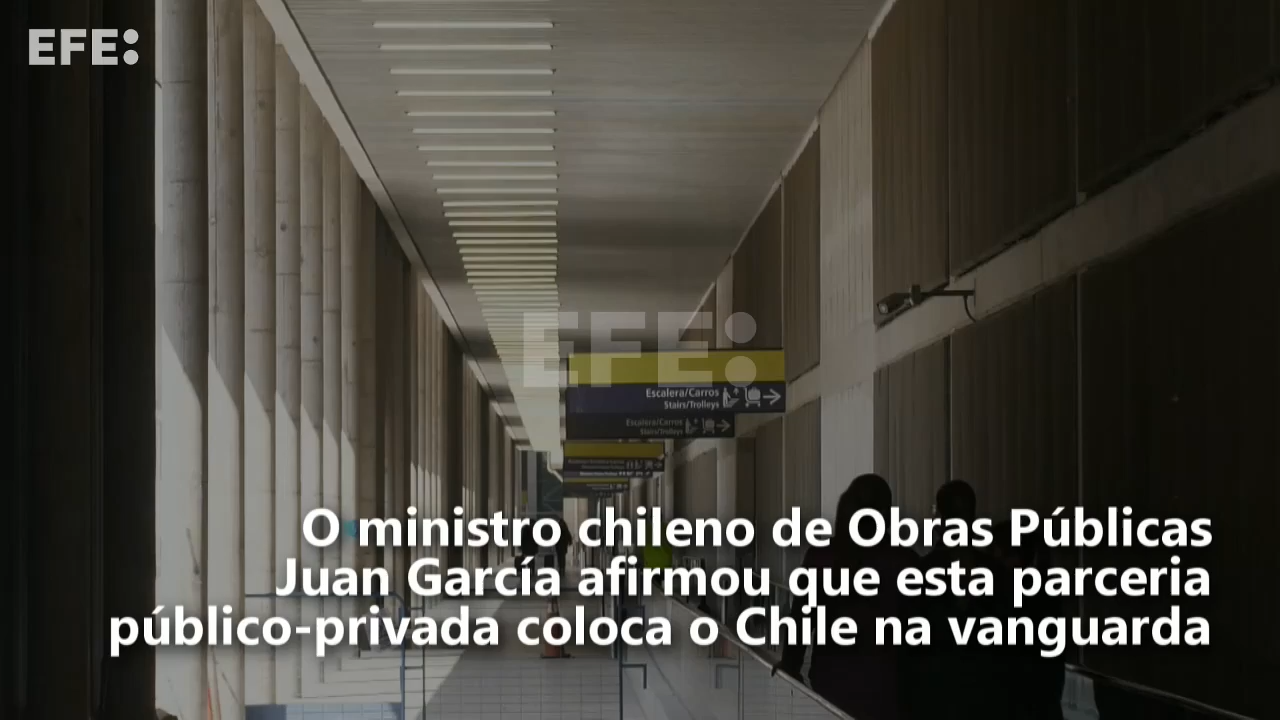 EFE:
EFE:
Escalera/Carros
Stairs/Trolleys
Escalera/Carros
Stairs/Trolleys
O ministro chileno de Obras Públicas
Juan García afirmou que esta parceria
público-privada coloca o Chile na vanguarda